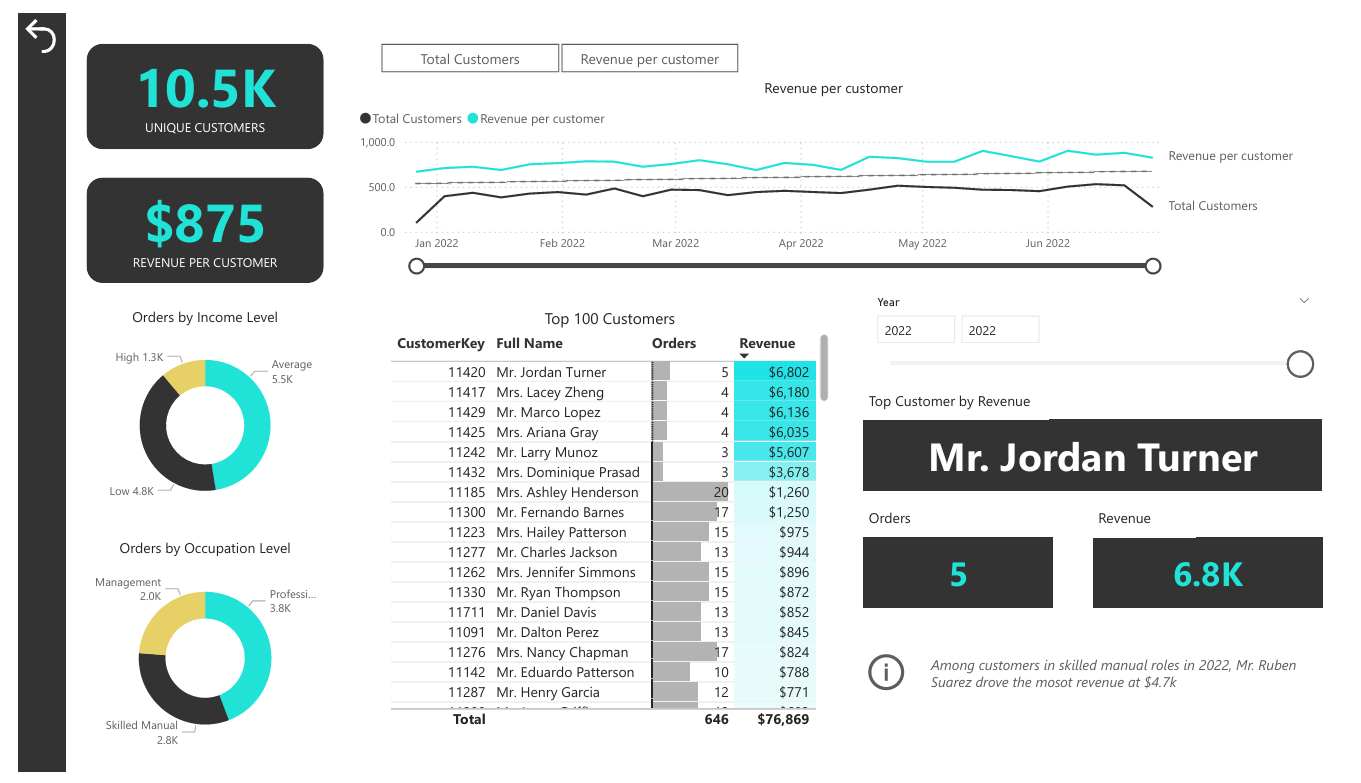 10.5K
UNIQUE CUSTOMERS
$875
REVENUE PER CUSTOMER
Total Customers
Revenue per customer
Revenue per customer
Total Customers Revenue per customer
1,000.0
500.0
0.0
Jan 2022 Feb 2022 Mar 2022 Apr 2022 May 2022 Jun 2022
Revenue per customer
Total Customers
Orders by Income Level
High 1.3K
Average
5.5K
Low 4.8K
Orders by Occupation Level
Management
2.0K
Professi...
3.8K
Skilled Manual
2.8K
Top 100 Customers
CustomerKey Full Name Orders Revenue
11420 Mr. Jordan Turner 5 $6,802
11417 Mrs. Lacey Zheng 4 $6,180
11429 Mr. Marco Lopez 4 $6,136
11425 Mrs. Ariana Gray 4 $6,035
11242 Mr. Larry Munoz 3 $5,607
11432 Mrs. Dominique Prasad 3 $3,678
11185 Mrs. Ashley Henderson 20 $1,260
11300 Mr. Fernando Barnes 17 $1,250
11223 Mrs. Hailey Patterson 15 $975
11277 Mr. Charles Jackson 13 $944
11262 Mrs. Jennifer Simmons 15 $896
11330 Mr. Ryan Thompson 15 $872
11711 Mr. Daniel Davis 13 $852
11091 Mr. Dalton Perez 13 $845
11276 Mrs. Nancy Chapman 17 $824
11142 Mr. Eduardo Patterson 10 $788
11287 Mr. Henry Garcia 12 $771
Total 646 $76,869
Year
2022 2022
Top Customer by Revenue
Mr. Jordan Turner
Orders
5
Revenue
6.8K
Among customers in skilled manual roles in 2022, Mr. Ruben
Suarez drove the mosot revenue at $4.7k